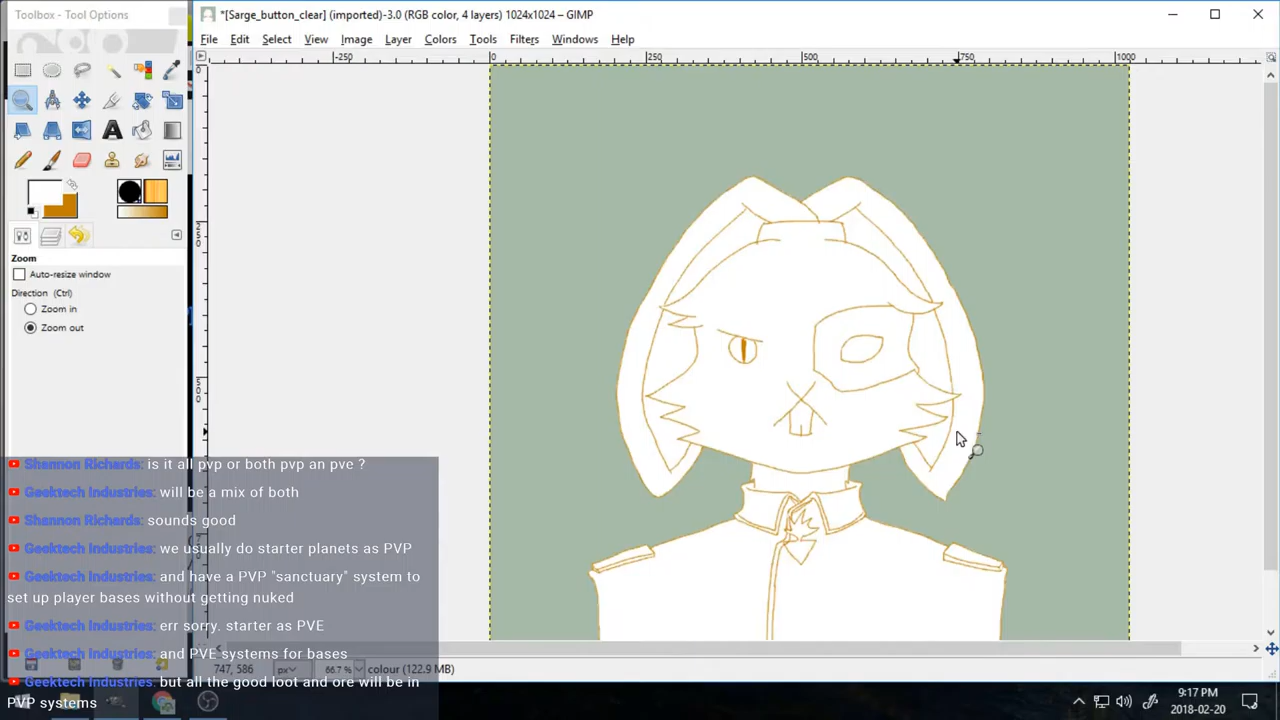 Toolbox - Tool Options
*[Sarge_button_clear] (imported)-3.0 (RGB color, 4 layers) 1024x1024 – GIMP
File Edit Select View Image Layer Colors Tools Filters Windows Help
-250 0 250 500 750 1000
0
250
500
Zoom
Auto-resize window
Direction (Ctrl)
Zoom in
Zoom out
Shannon Richards: is it all pvp or both pvp an pve ?
Geektech Industries: will be a mix of both
Shannon Richards: sounds good
Geektech Industries: we usually do starter planets as PVP
Geektech Industries: and have a PVP "sanctuary" system to
set up player bases without getting nuked
Geektech Industries: err sorry. starter as PVE
Geektech Industries: and PVE systems for bases
Geektech Industries: but all the good loot and ore will be in
PVP systems
747, 586 px 66.7 % colour (122.9 MB)
9:17 PM
2018-02-20